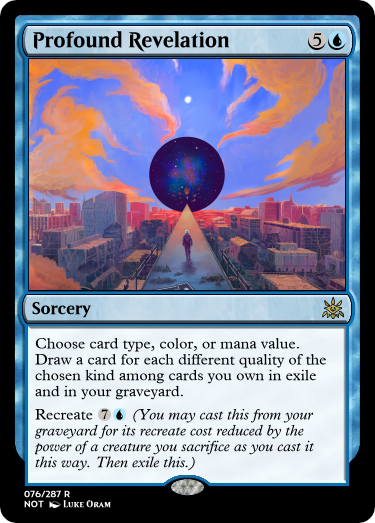 Profound Revelation 5
Sorcery
Choose card type, color, or mana value.
Draw a card for each different quality of the
chosen kind among cards you own in exile
and in your graveyard.
Recreate 7 (You may cast this from your
graveyard for its recreate cost reduced by the
power of a creature you sacrifice as you cast it
this way. Then exile this.)
076/287 R
NOT Luke Oram